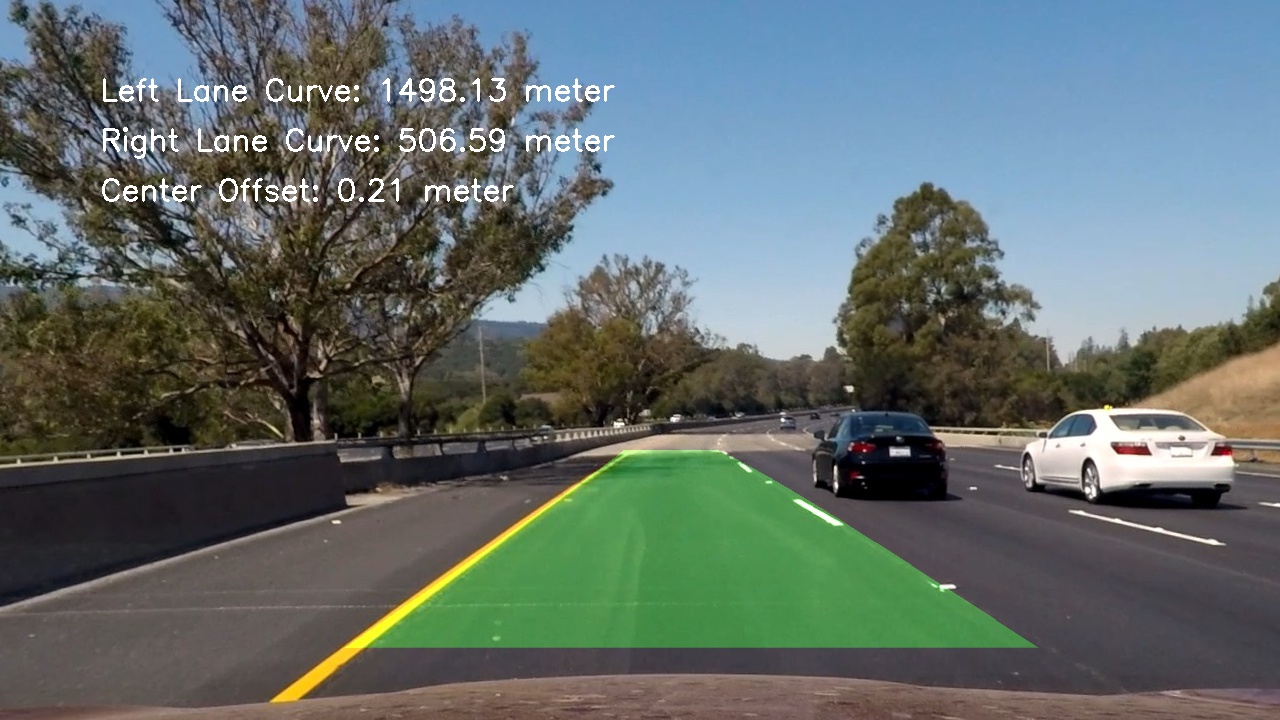 Left Lane Curve: 1498.13 meter
Right Lane Curve: 506.59 meter
Center Offset: 0.21 meter